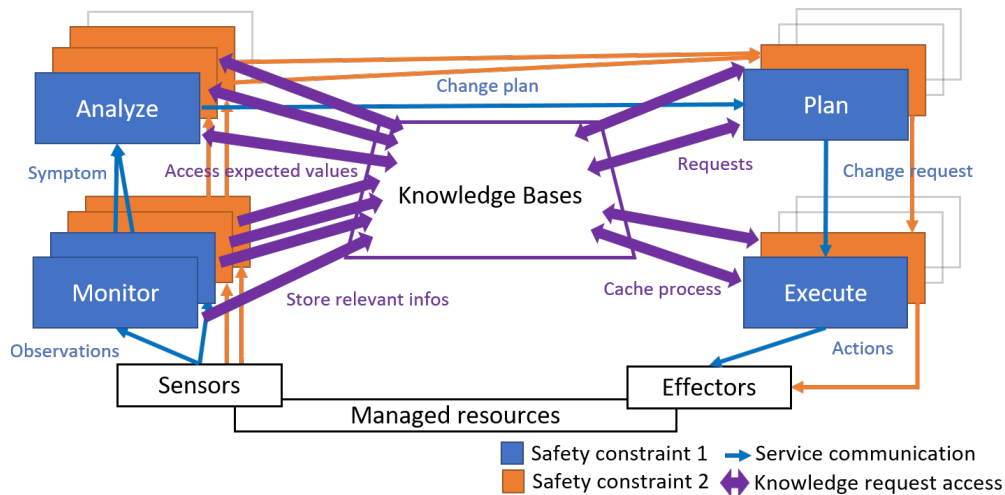 Analyze
Change plan
Plan
Symptom
Access expected values
Requests
Change request
Knowledge Bases
Monitor
Store relevant infos
Cache process
Execute
Observations
Actions
Sensors
Effectors
Managed resources
Safety constraint 1
Service communication
Safety constraint 2
Knowledge request access